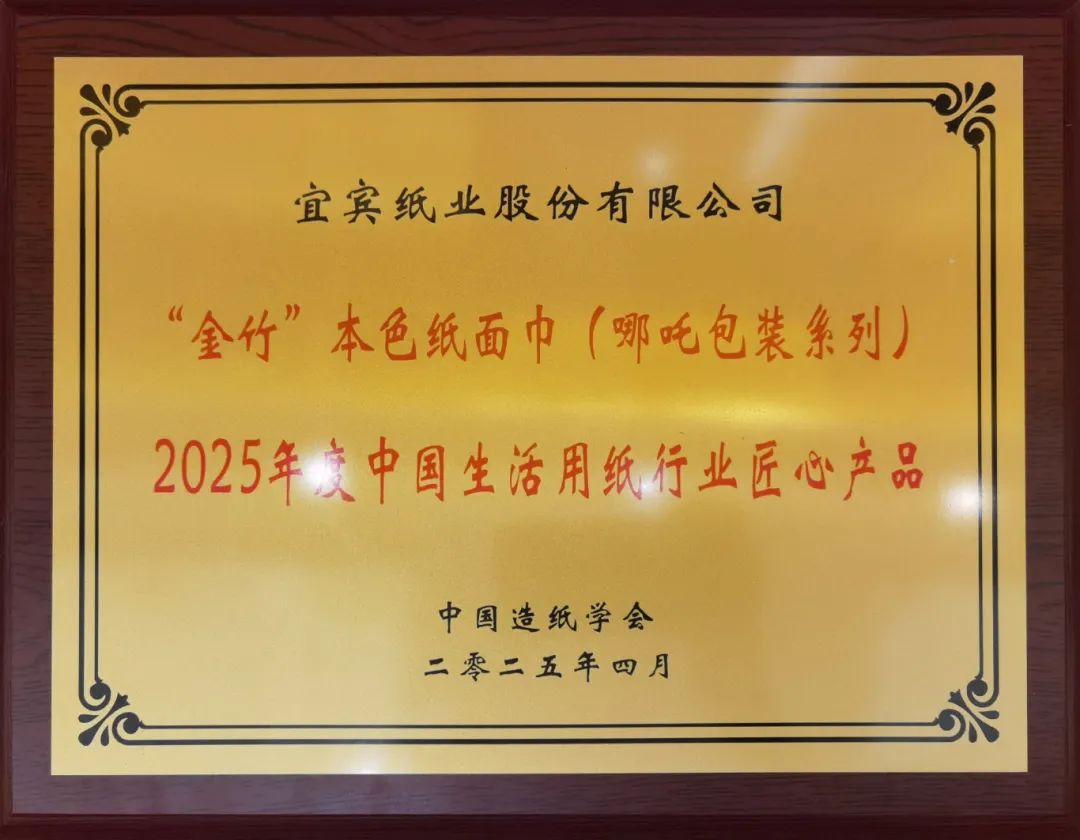 宜宾纸业股份有限公司
“金竹”本色纸面巾（哪吒包装系列）
2025年度中国生活用纸行业匠心产品
中国造纸学会
二零二五年四月